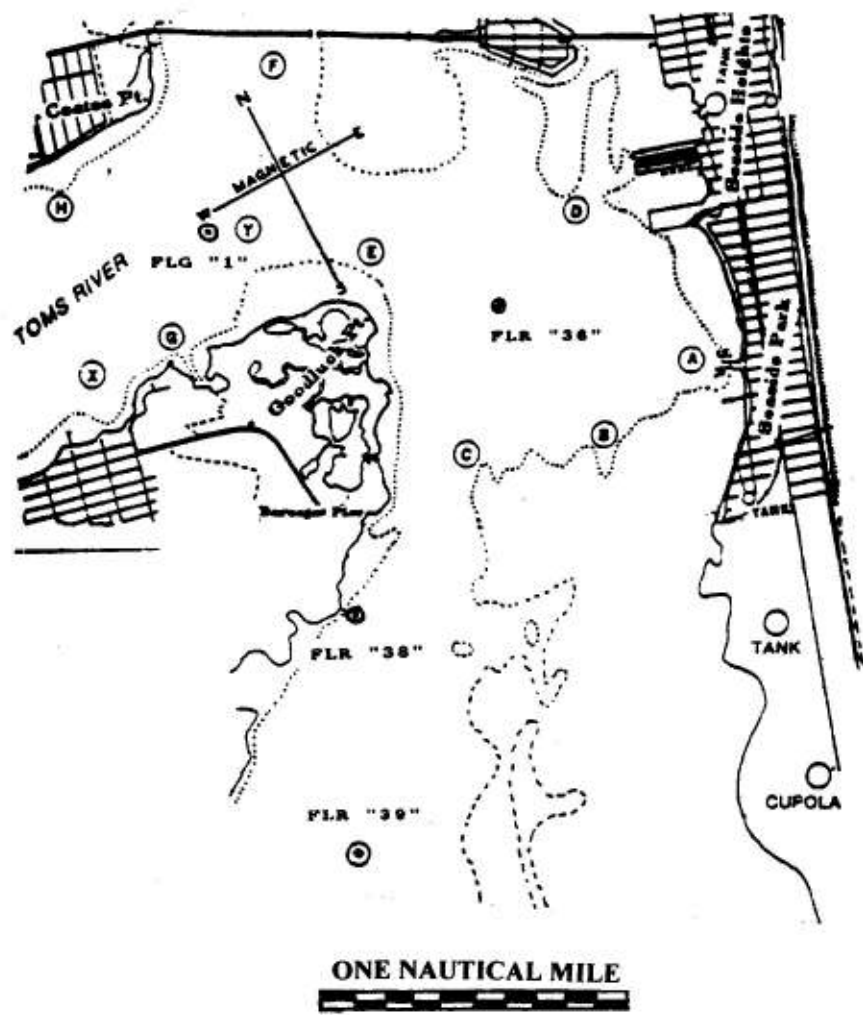 F
TANK
Coates Pt.
Seaside Heights
N
E
MAGNETIC
H
W
D
Y
E
FLG "1"
S
TOMS RIVER
FLR "36"
G
A
Goodluck Pt.
Seaside Park
X
B
C
TANK
FLR "38"
TANK
CUPOLA
FLR "39"
ONE NAUTICAL MILE